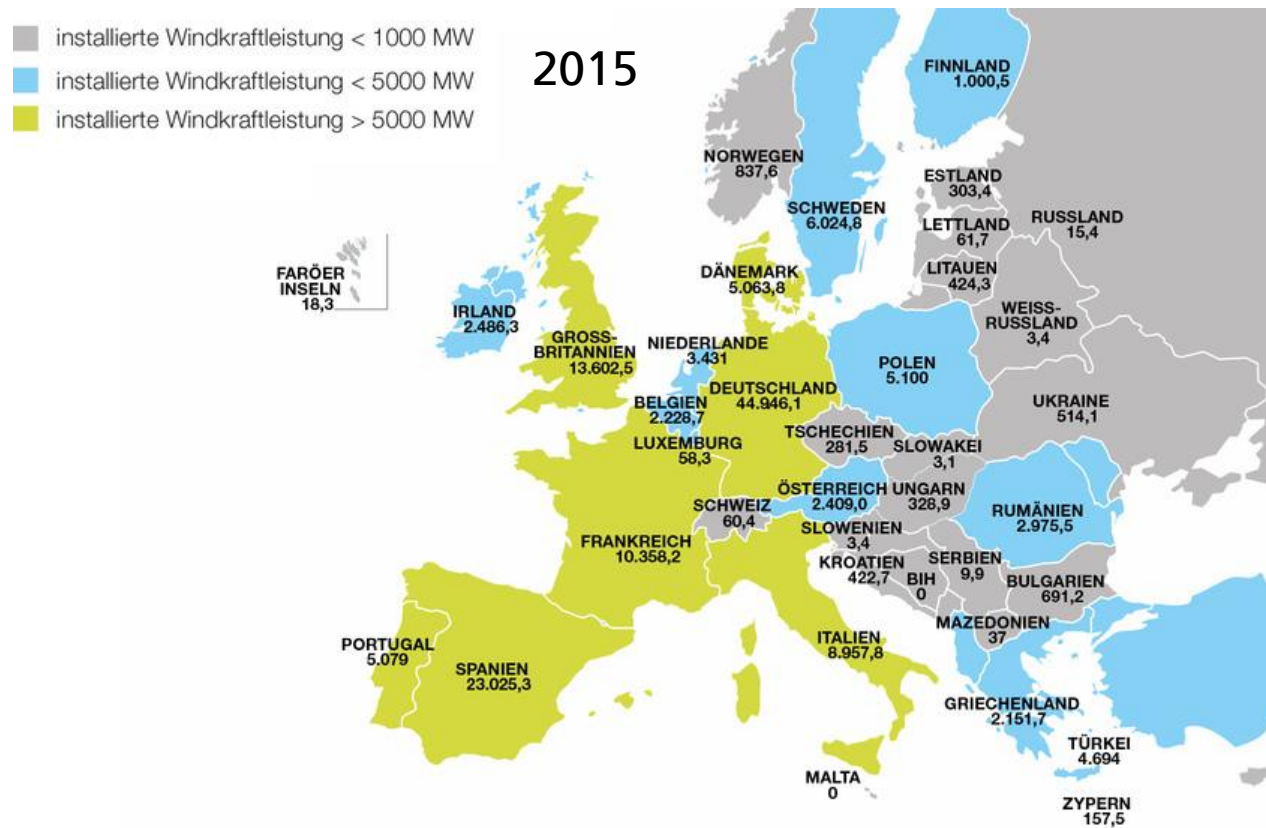 installierte Windkraftleistung < 1000 MW
installierte Windkraftleistung < 5000 MW
installierte Windkraftleistung > 5000 MW
2015
FINNLAND
1.000,5
NORWEGEN
837,6
SCHWEDEN
6.024,8
ESTLAND
303,4
LETTLAND
61,7
RUSSLAND
15,4
LITAUEN
424,3
FARÖER
INSELN
18,3
DÄNEMARK
5.063,8
WEISS-
RUSSLAND
3,4
IRLAND
2.486,3
GROSS-
BRITANNIEN
13.602,5
NIEDERLANDE
3.431
POLEN
5.100
DEUTSCHLAND
44.946,1
BELGIEN
2.228,7
UKRAINE
514,1
LUXEMBURG
58,3
TSCHECHIEN
281,5
SLOWAKEI
3,1
ÖSTERREICH
2.409,0
UNGARN
328,9
SCHWEIZ
60,4
RUMÄNIEN
2.975,5
SLOWENIEN
3,4
FRANKREICH
10.358,2
KROATIEN
422,7
BIH
0
SERBIEN
9,9
BULGARIEN
691,2
MAZEDONIEN
37
PORTUGAL
5.079
SPANIEN
23.025,3
ITALIEN
8.957,8
GRIECHENLAND
2.151,7
TÜRKEI
4.694
MALTA
0
ZYPERN
157,5